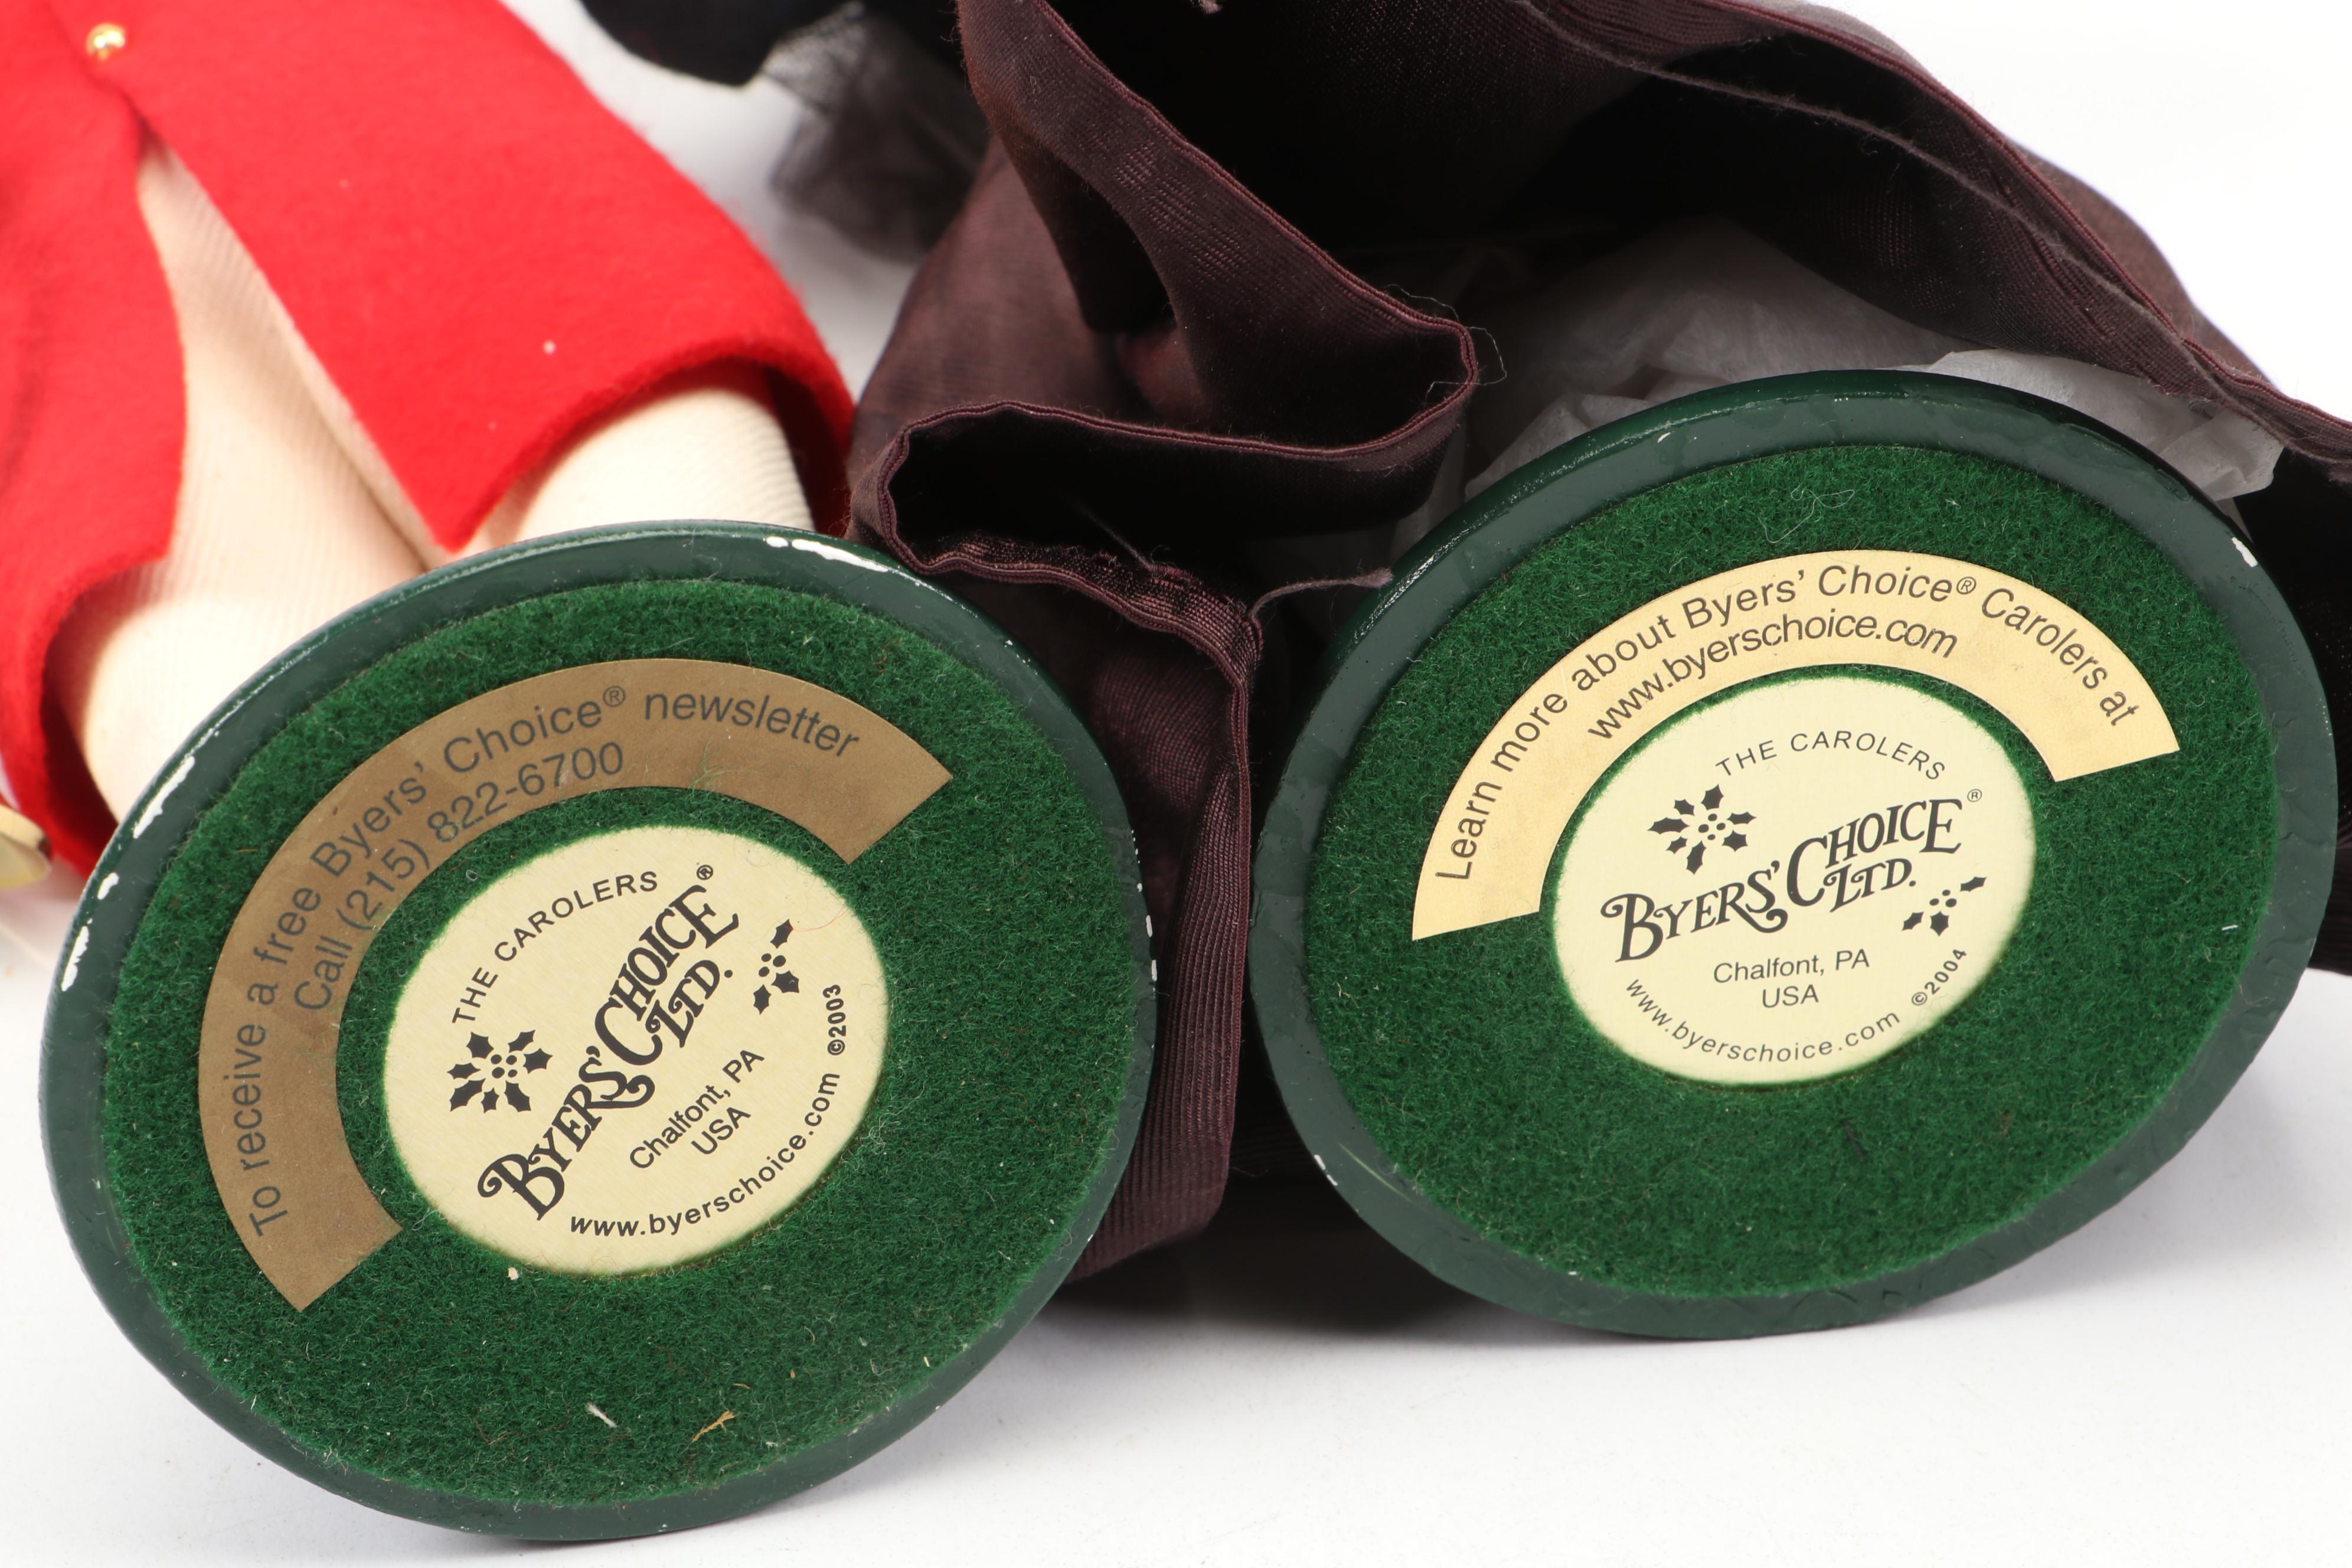 To receive a free Byers' Choice® newsletter
Call (215) 822-6700
THE CAROLERS
BYERS' CHOICE®
LTD.
Chalfont, PA
USA
www.byerschoice.com ©2003
Learn more about Byers' Choice® Carolers at
www.byerschoice.com
THE CAROLERS
BYERS' CHOICE®
LTD.
Chalfont, PA
USA
www.byerschoice.com ©2004